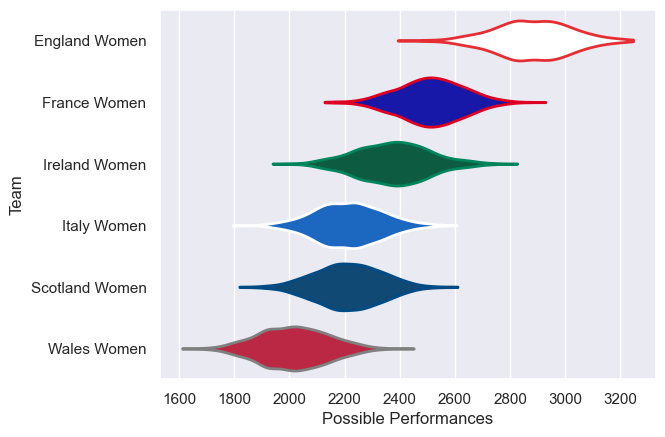 England Women
France Women
Ireland Women
Italy Women
Scotland Women
Wales Women
Team
1600 1800 2000 2200 2400 2600 2800 3000 3200
Possible Performances